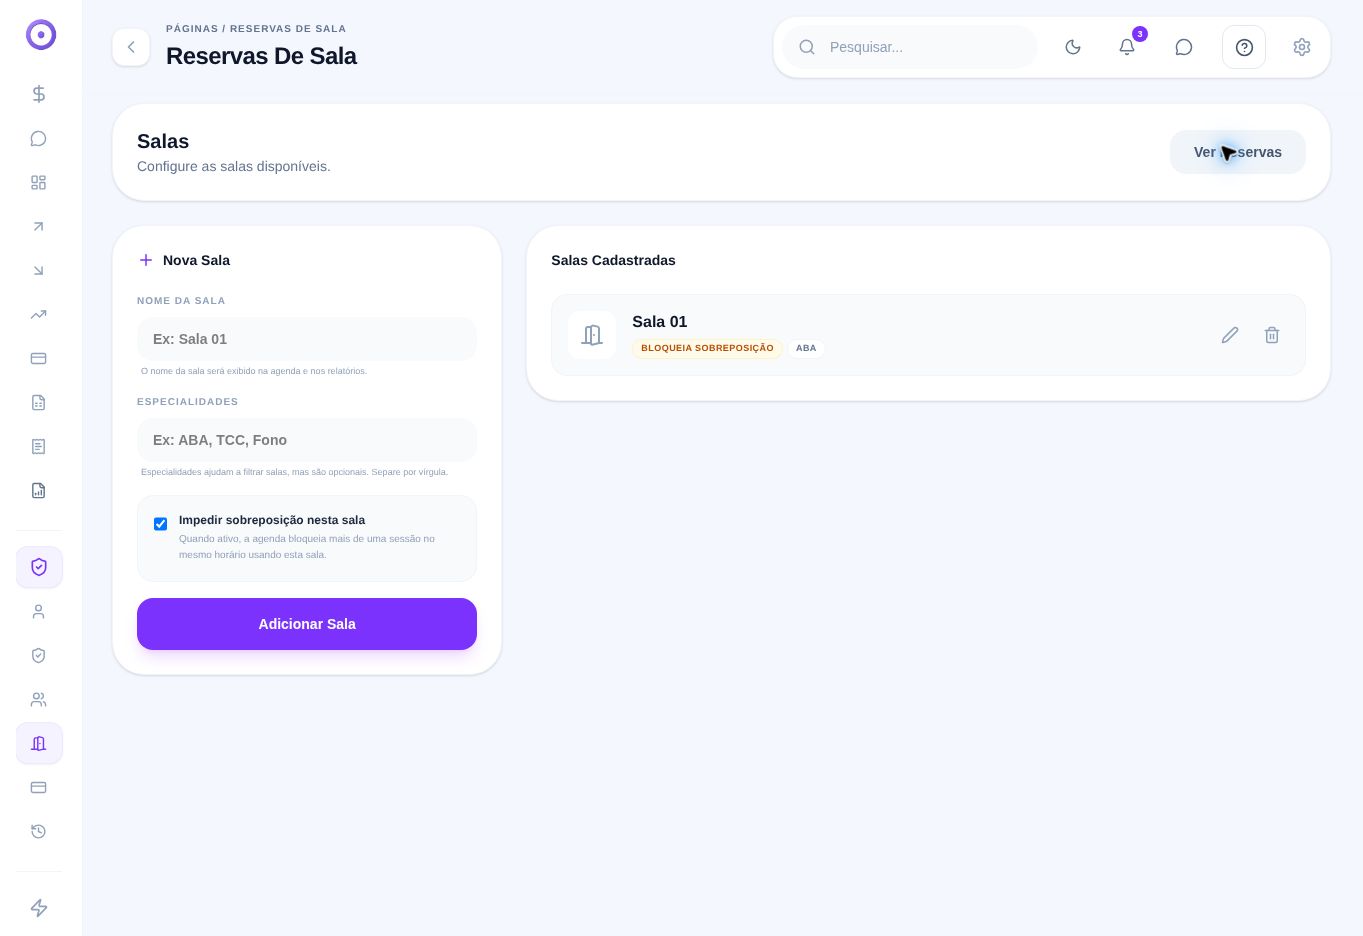 PÁGINAS / RESERVAS DE SALA
Reservas De Sala
Pesquisar...
3
Salas
Configure as salas disponíveis.
Ver
Nova Sala
NOME DA SALA
Ex: Sala 01
O nome da sala será exibido na agenda e nos relatórios.
ESPECIALIDADES
Ex: ABA, TCC, Fono
Especialidades ajudam a filtrar salas, mas são opcionais. Separe por vírgula.
Impedir sobreposição nesta sala
Quando ativo, a agenda bloqueia mais de uma sessão no
mesmo horário usando esta sala.
Adicionar Sala
Salas Cadastradas
Sala 01
BLOQUEIA SOBREPOSIÇÃO
ABA